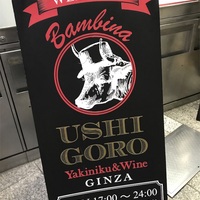 Bambina
USHI
GORO
Yakiniku&Wine
GINZA
17:00～24:00